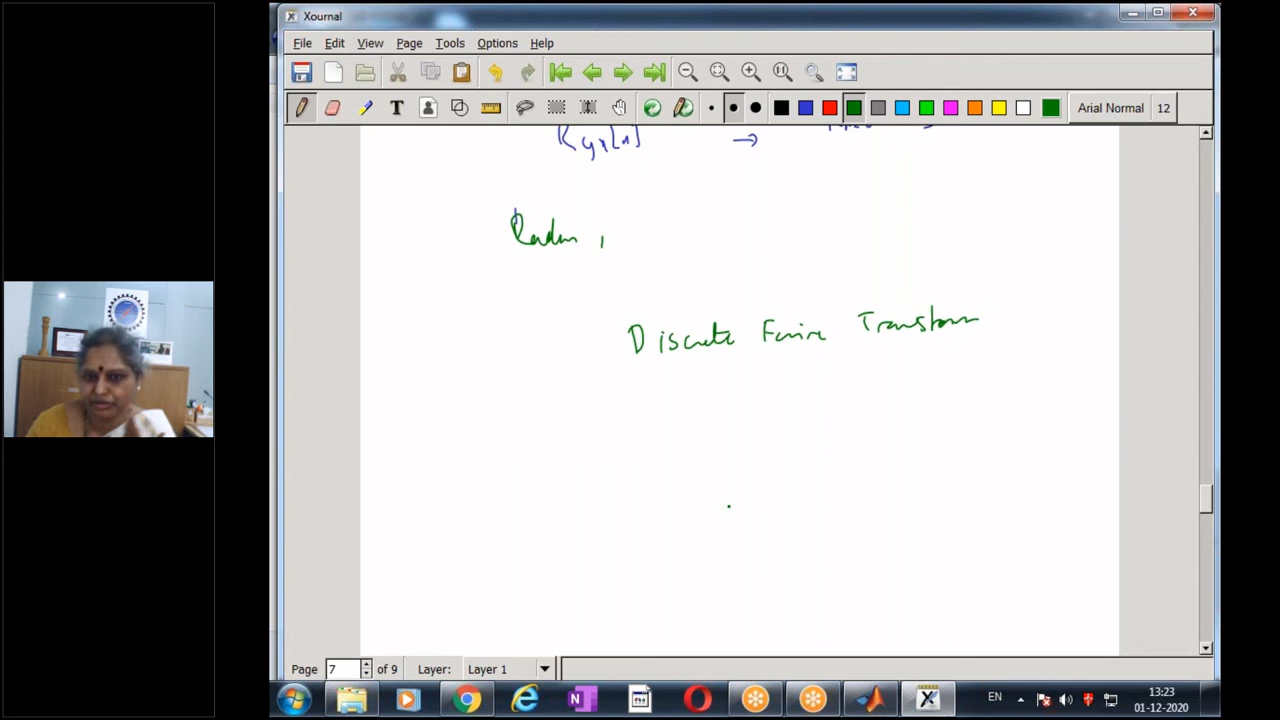 Xournal
File Edit View Page Tools Options Help
Arial Normal 12
Ryx[n] →
Radar ,
Discrete Fourier Transform
Page 7 of 9 Layer: Layer 1
EN 13:23
01-12-2020